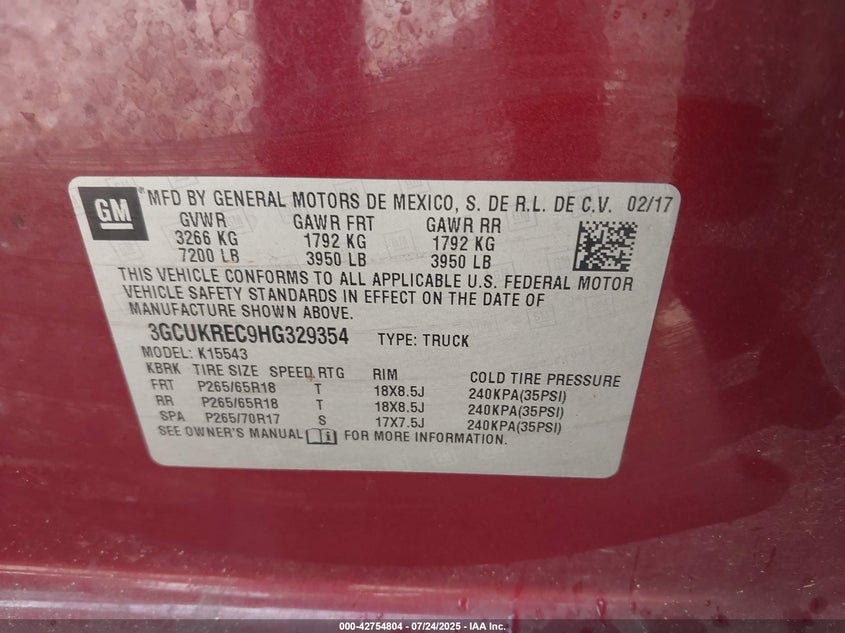 GM MFD BY GENERAL MOTORS DE MEXICO, S. DE R.L. DE C.V. 02/17
GVWR GAWR FRT GAWR RR
3266 KG 1792 KG 1792 KG
7200 LB 3950 LB 3950 LB
THIS VEHICLE CONFORMS TO ALL APPLICABLE U.S. FEDERAL MOTOR
VEHICLE SAFETY STANDARDS IN EFFECT ON THE DATE OF
MANUFACTURE SHOWN ABOVE.
3GCUKREC9HG329354 TYPE: TRUCK
MODEL: K15543
KBRK TIRE SIZE SPEED RTG RIM COLD TIRE PRESSURE
FRT P265/65R18 T 18X8.5J 240KPA(35PSI)
RR P265/65R18 T 18X8.5J 240KPA(35PSI)
SPA P265/70R17 S 17X7.5J 240KPA(35PSI)
SEE OWNER'S MANUAL FOR MORE INFORMATION.
000-42754804 / 07/24/2025 - IAA Inc.